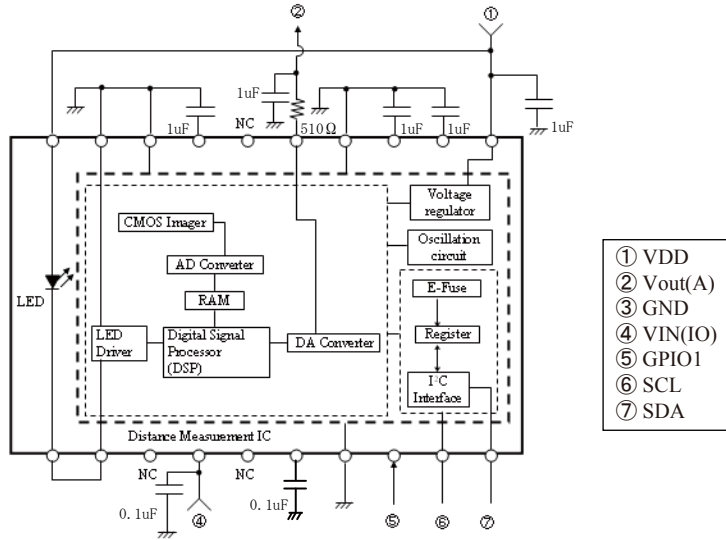 ② ①
1uF
1uF NC 510Ω 1uF 1uF 1uF
Voltage
regulator
CMOS Imager
Oscillation
circuit
AD Converter
LED
E-Fuse
RAM
LED
Driver
Digital Signal
Processor
(DSP)
DA Converter
Register
I²C
Interface
Distance Measurement IC
NC NC
0.1uF ④ 0.1uF ⑤ ⑥ ⑦
① VDD
② Vout(A)
③ GND
④ VIN(IO)
⑤ GPIO1
⑥ SCL
⑦ SDA